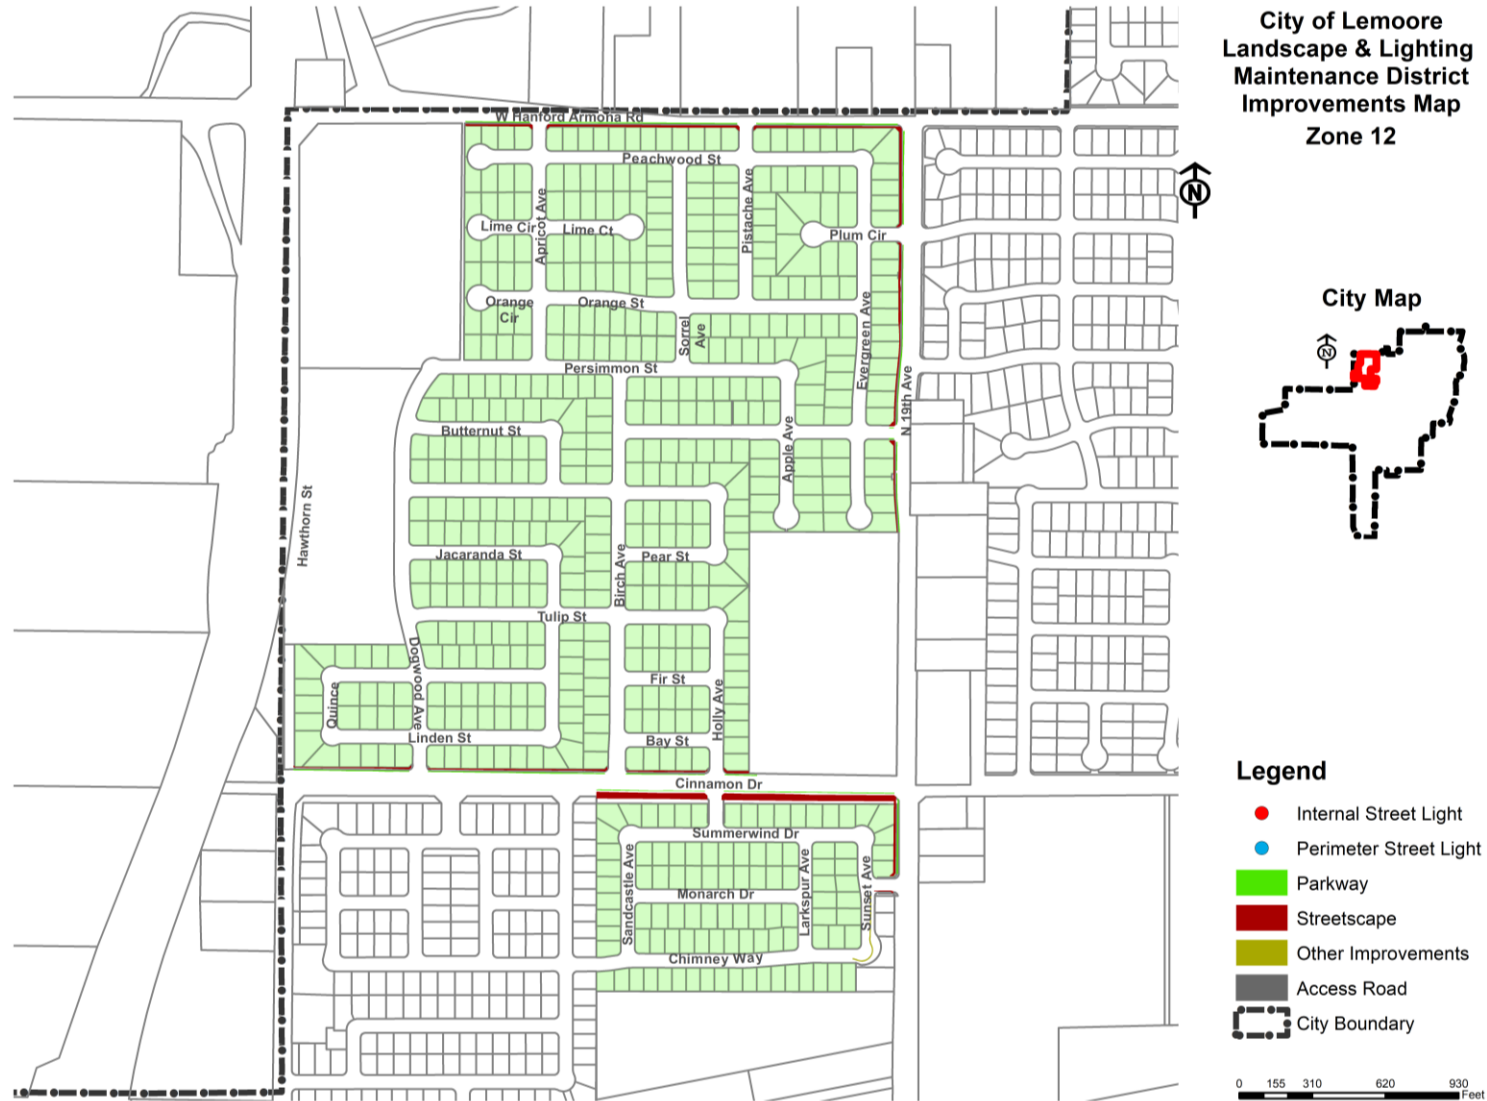 City of Lemoore
Landscape & Lighting
Maintenance District
Improvements Map
Zone 12
W Hanford Armona Rd
Peachwood St
Apricot Ave
Pistache Ave
Lime Cir
Lime Ct
Plum Cir
N
Orange
Cir
Orange St
Sorrel
Ave
Evergreen Ave
City Map
N
Persimmon St
N 19th Ave
Butternut St
Apple Ave
Hawthorn St
Jacaranda St
Birch Ave
Pear St
Tulip St
Dogwood Ave
Quince
Fir St
Holly Ave
Linden St
Bay St
Cinnamon Dr
Summerwind Dr
Sandcastle Ave
Larkspur Ave
Sunset Ave
Monarch Dr
Chimney Way
Legend
Internal Street Light
Perimeter Street Light
Parkway
Streetscape
Other Improvements
Access Road
City Boundary
0 155 310 620 930
Feet